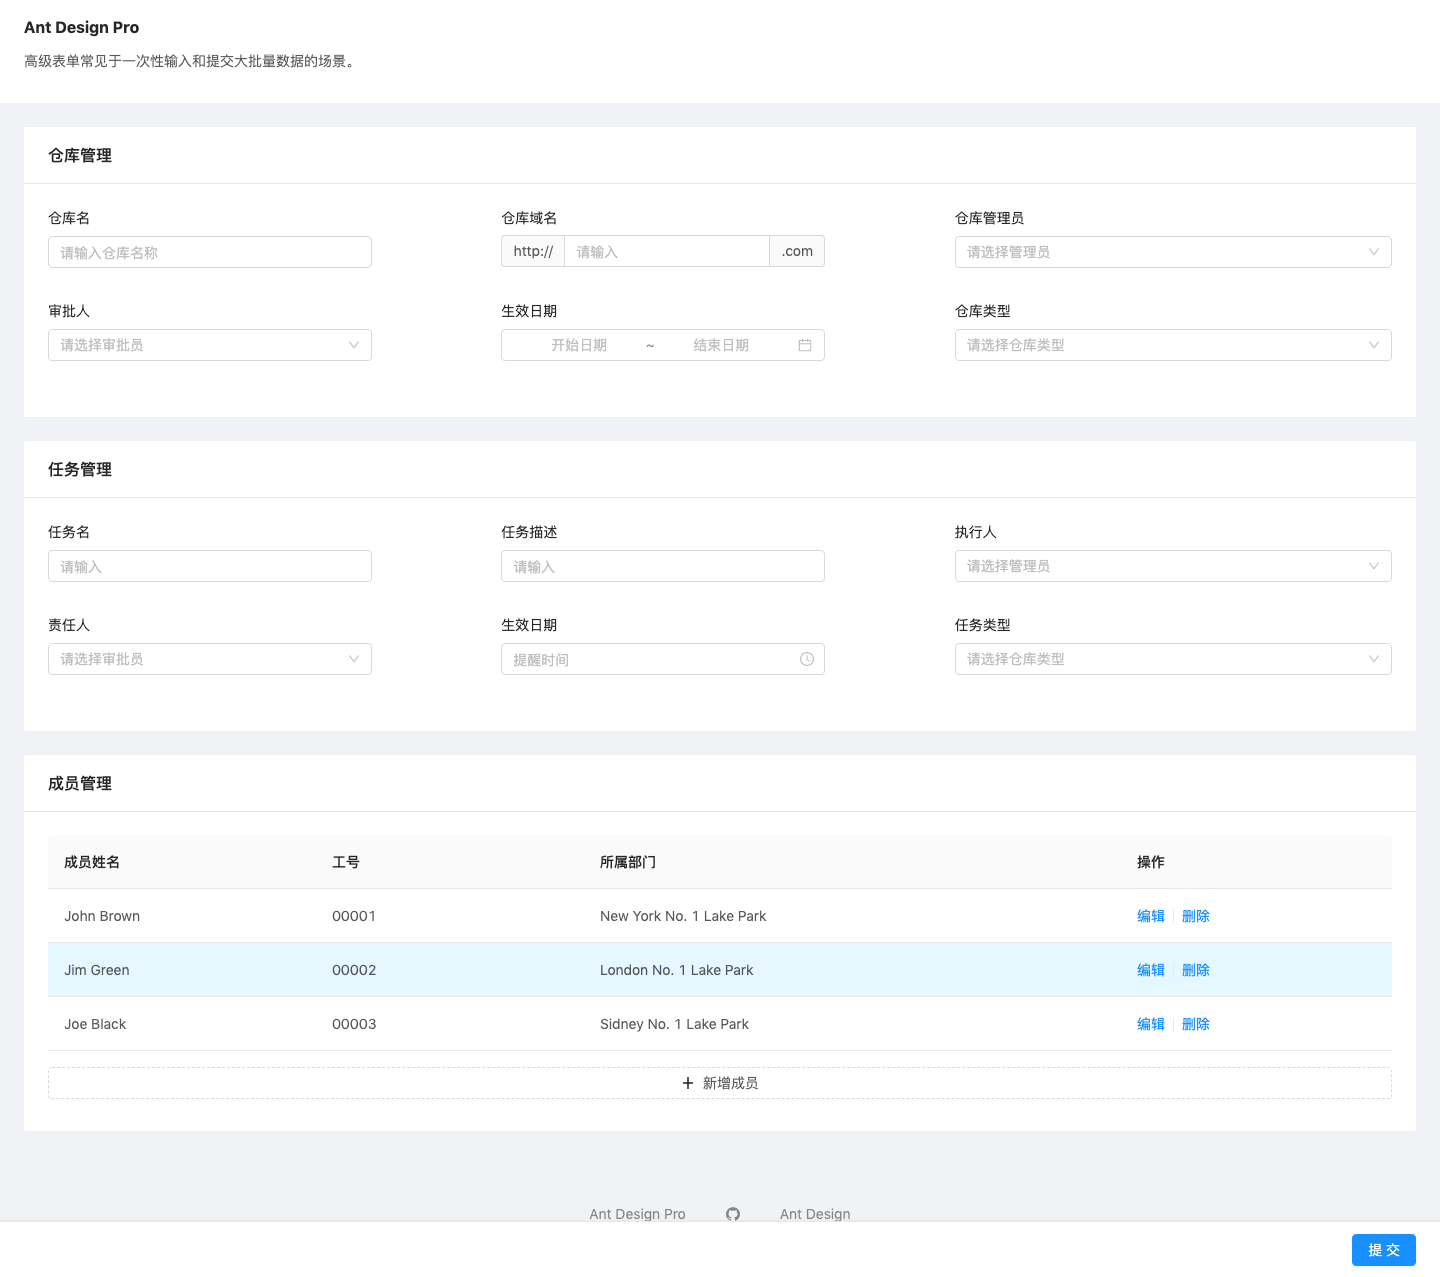 Ant Design Pro
高级表单常见于一次性输入和提交大批量数据的场景。
仓库管理
仓库名 仓库域名 仓库管理员
请输入仓库名称 http:// 请输入 .com 请选择管理员
审批人 生效日期 仓库类型
请选择审批员 开始日期 ~ 结束日期 请选择仓库类型
任务管理
任务名 任务描述 执行人
请输入 请输入 请选择管理员
责任人 生效日期 任务类型
请选择审批员 提醒时间 请选择仓库类型
成员管理
成员姓名 工号 所属部门 操作
John Brown 00001 New York No. 1 Lake Park 编辑 删除
Jim Green 00002 London No. 1 Lake Park 编辑 删除
Joe Black 00003 Sidney No. 1 Lake Park 编辑 删除
+ 新增成员
Ant Design Pro Ant Design
提 交